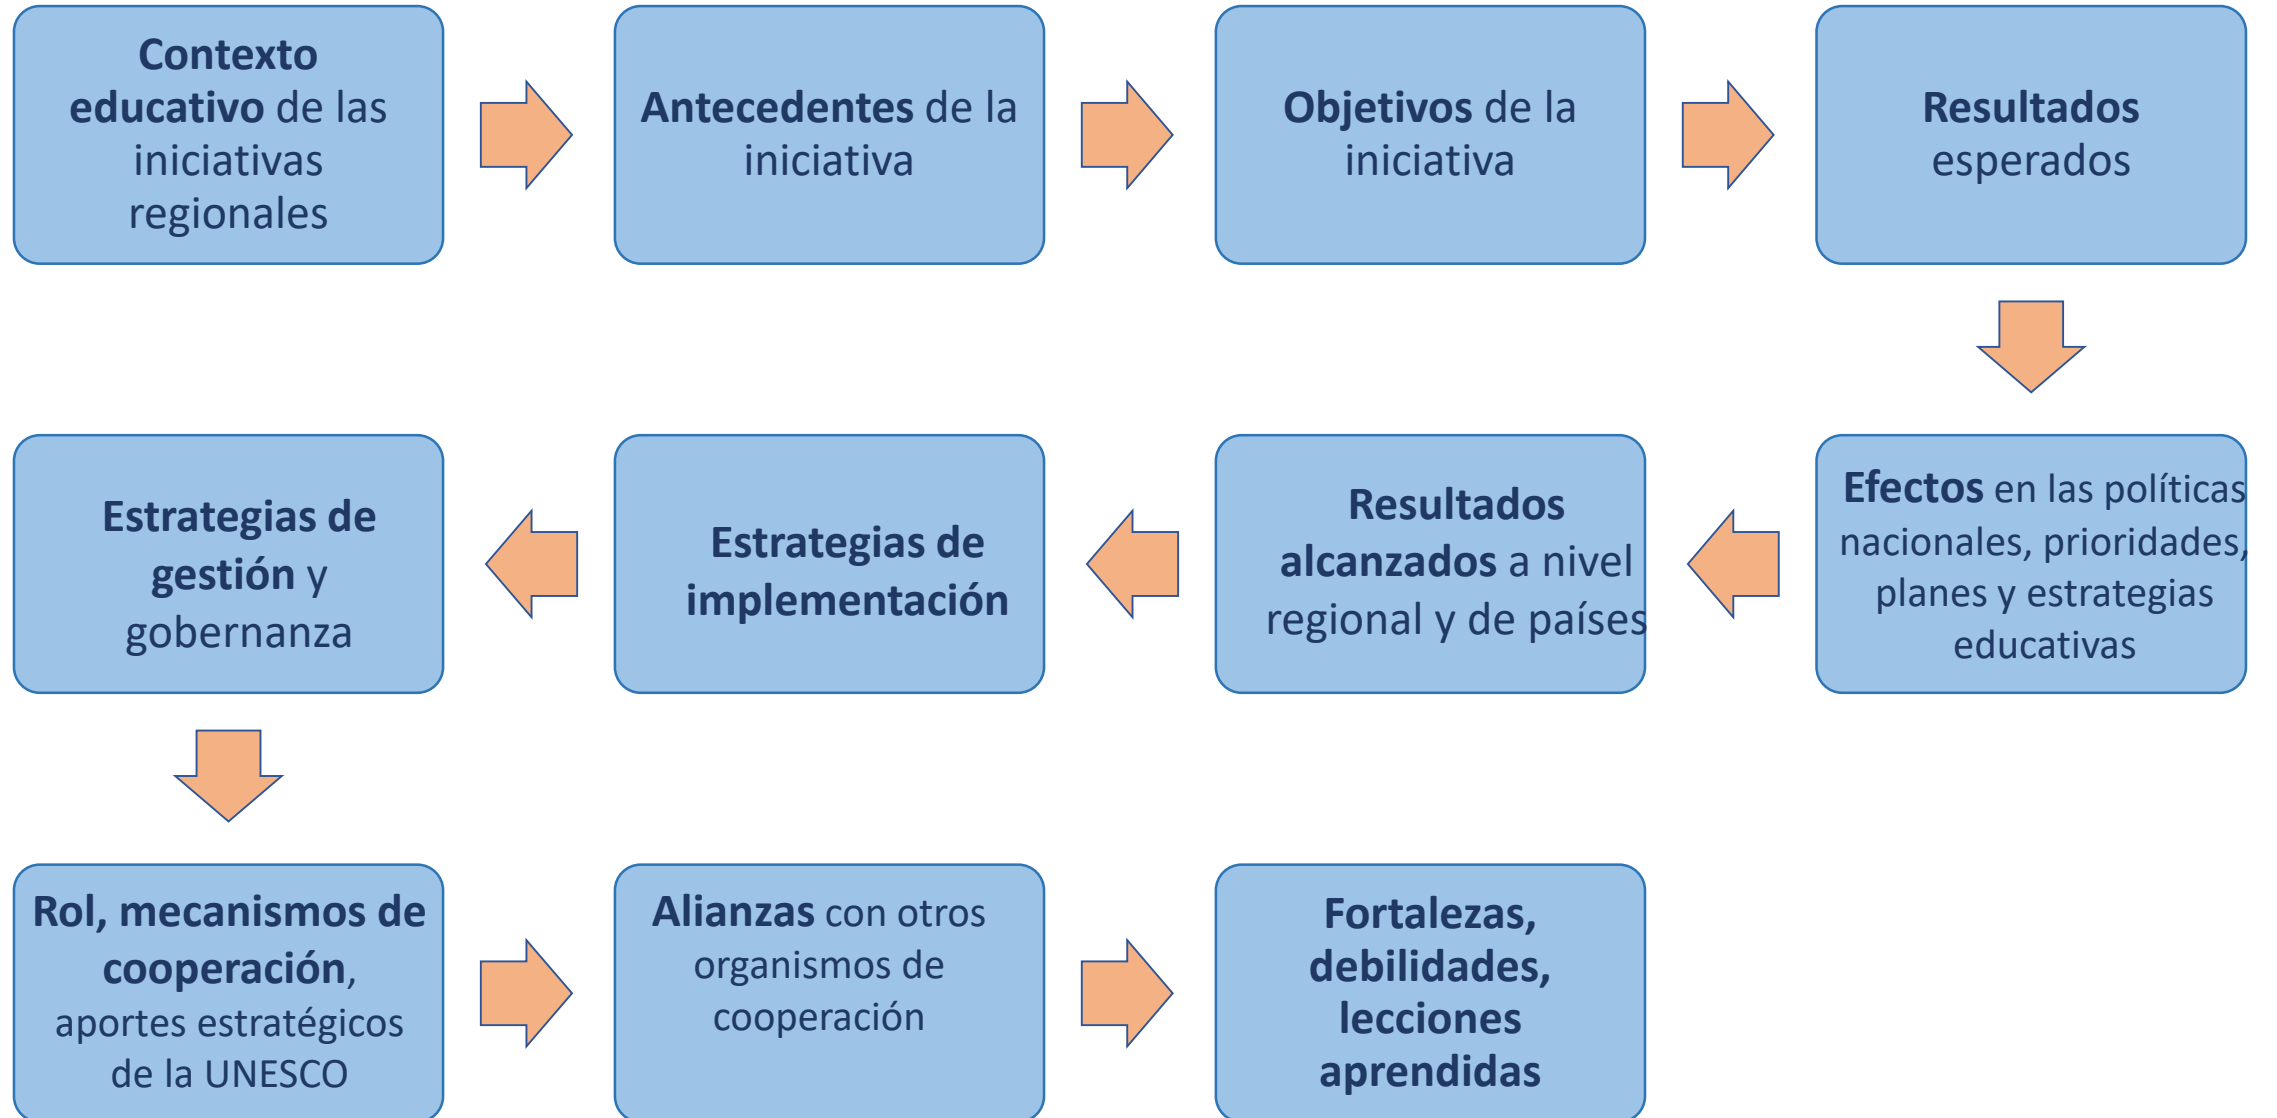 Contexto
educativo de las
iniciativas
regionales
Antecedentes de la
iniciativa
Objetivos de la
iniciativa
Resultados
esperados
Efectos en las políticas
nacionales, prioridades,
planes y estrategias
educativas
Resultados
alcanzados a nivel
regional y de países
Estrategias de
implementación
Estrategias de
gestión y
gobernanza
Rol, mecanismos de
cooperación,
aportes estratégicos
de la UNESCO
Alianzas con otros
organismos de
cooperación
Fortalezas,
debilidades,
lecciones
aprendidas